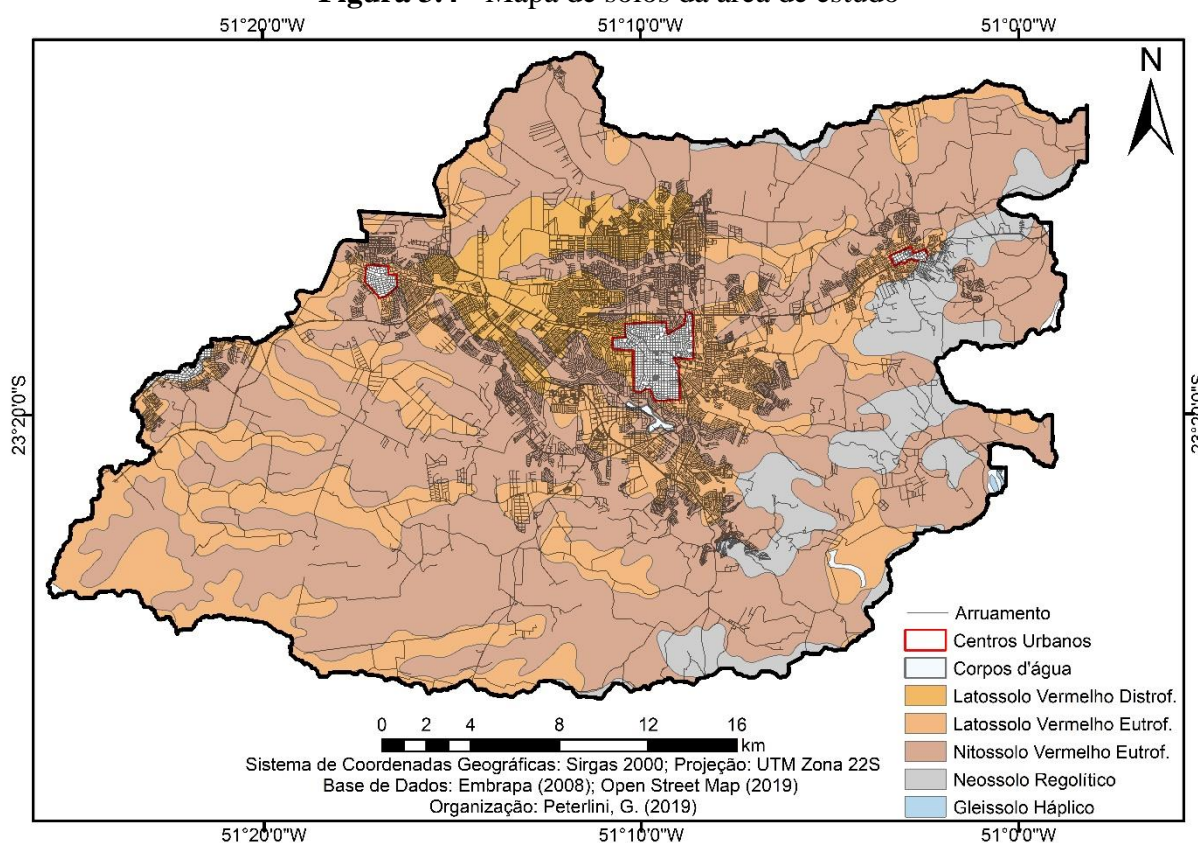 Figura 3.4 - Mapa de solos da área de estudo
51°20'0"W 51°10'0"W 51°0'0"W
N
23°20'0"S 23°20'0"S
Arruamento
Centros Urbanos
Corpos d'água
Latossolo Vermelho Distrof.
Latossolo Vermelho Eutrof.
Nitossolo Vermelho Eutrof.
Neossolo Regolítico
Gleissolo Háplico
0 2 4 8 12 16
km
Sistema de Coordenadas Geográficas: Sirgas 2000; Projeção: UTM Zona 22S
Base de Dados: Embrapa (2008); Open Street Map (2019)
Organização: Peterlini, G. (2019)
51°20'0"W 51°10'0"W 51°0'0"W